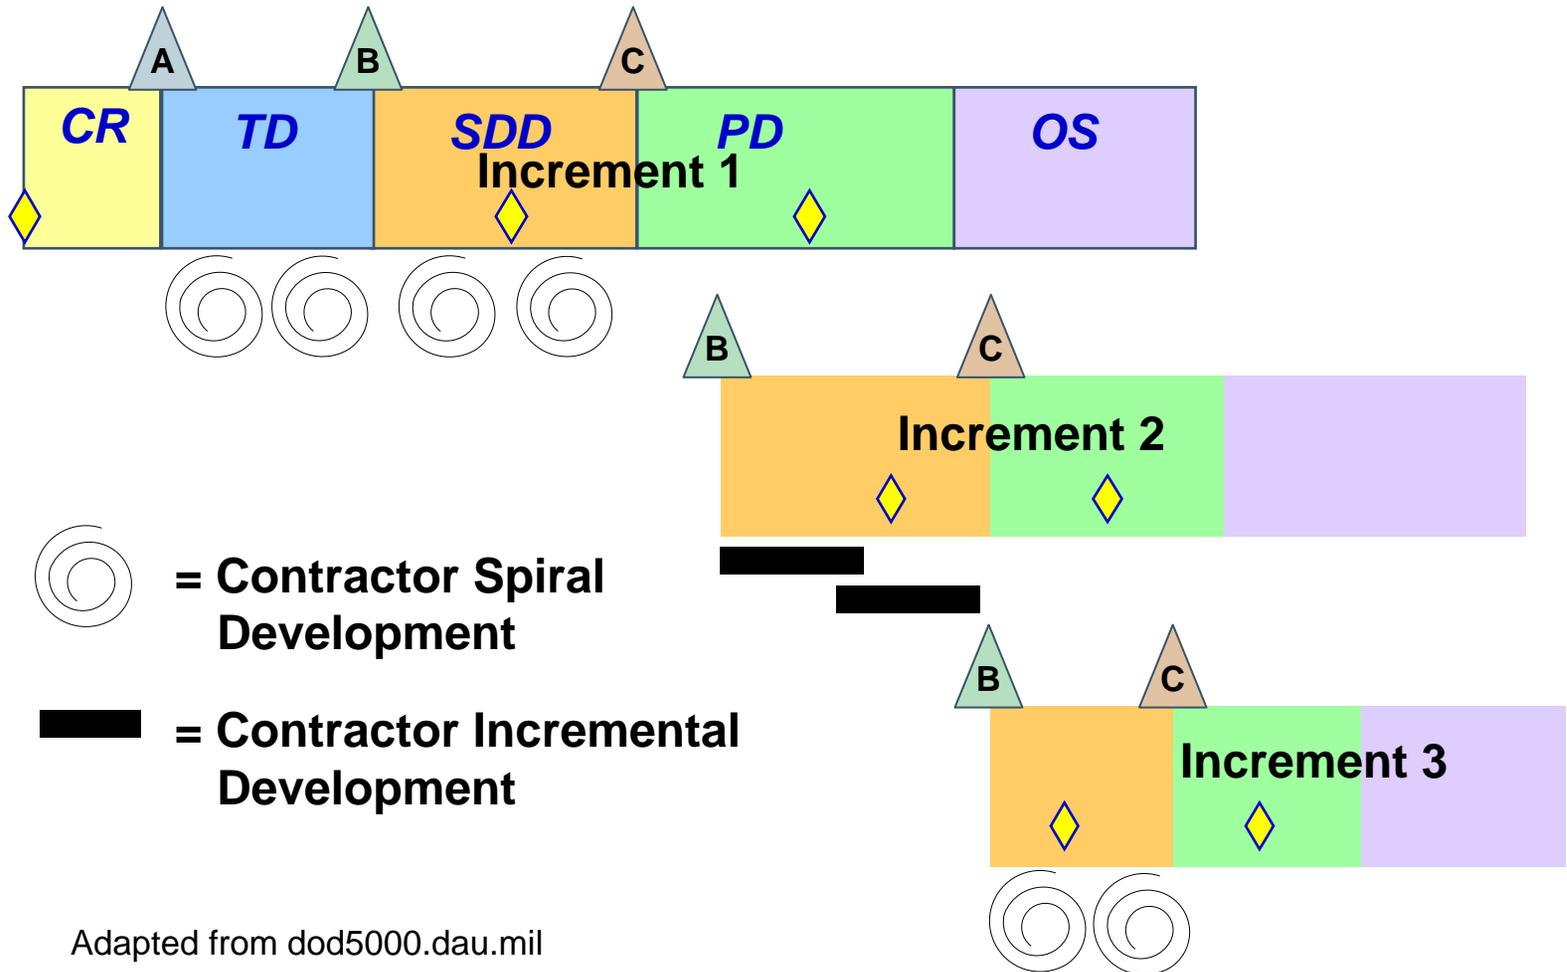 A B C
CR TD SDD PD OS
Increment 1
B C
Increment 2
= Contractor Spiral
Development
B C
= Contractor Incremental
Development
Increment 3
Adapted from dod5000.dau.mil